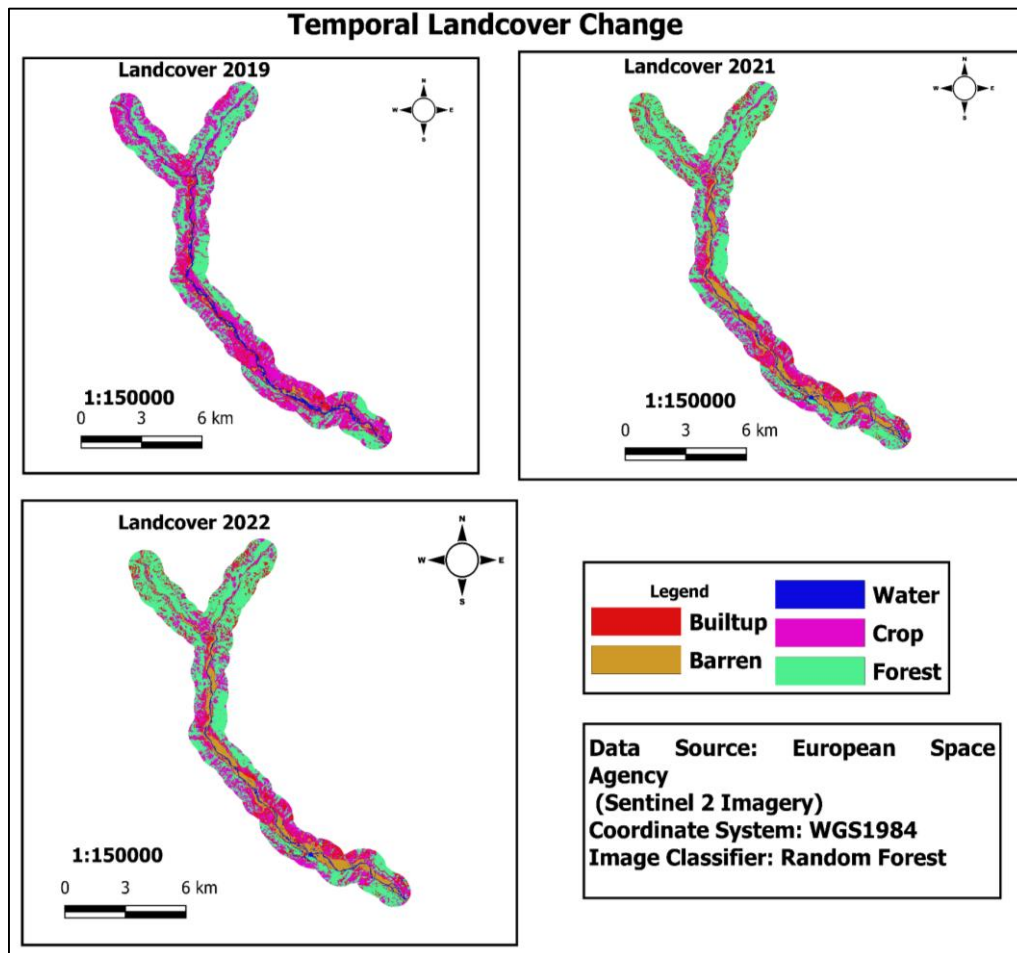 Temporal Landcover Change
Landcover 2019
N
W E
S
1:150000
0 3 6 km
Landcover 2021
N
W E
S
1:150000
0 3 6 km
Landcover 2022
N
W E
S
1:150000
0 3 6 km
Legend
Builtup
Barren
Water
Crop
Forest
Data Source: European Space
Agency
(Sentinel 2 Imagery)
Coordinate System: WGS1984
Image Classifier: Random Forest